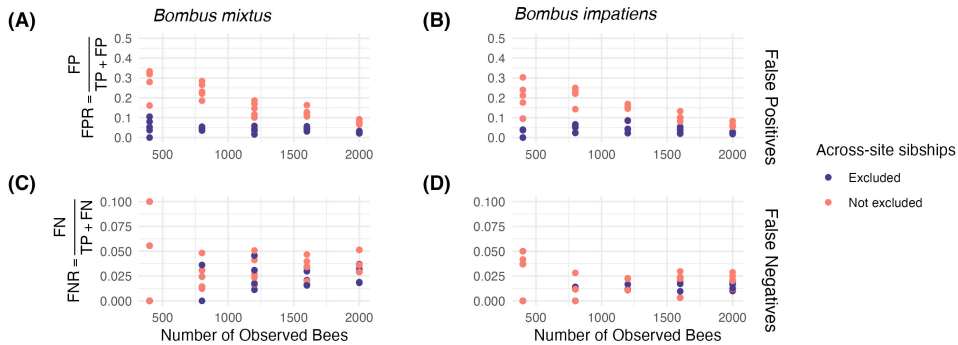 (A)
Bombus mixtus
(B)
Bombus impatiens
FPR = FP / TP + FP
0.5
0.4
0.3
0.2
0.1
0.0
500
1000
1500
2000
0.5
0.4
0.3
0.2
0.1
0.0
500
1000
1500
2000
False Positives
(C)
(D)
FNR = FN / TP + FN
0.100
0.075
0.050
0.025
0.000
500
1000
1500
2000
Number of Observed Bees
0.100
0.075
0.050
0.025
0.000
500
1000
1500
2000
Number of Observed Bees
False Negatives
Across-site sibships
Excluded
Not excluded